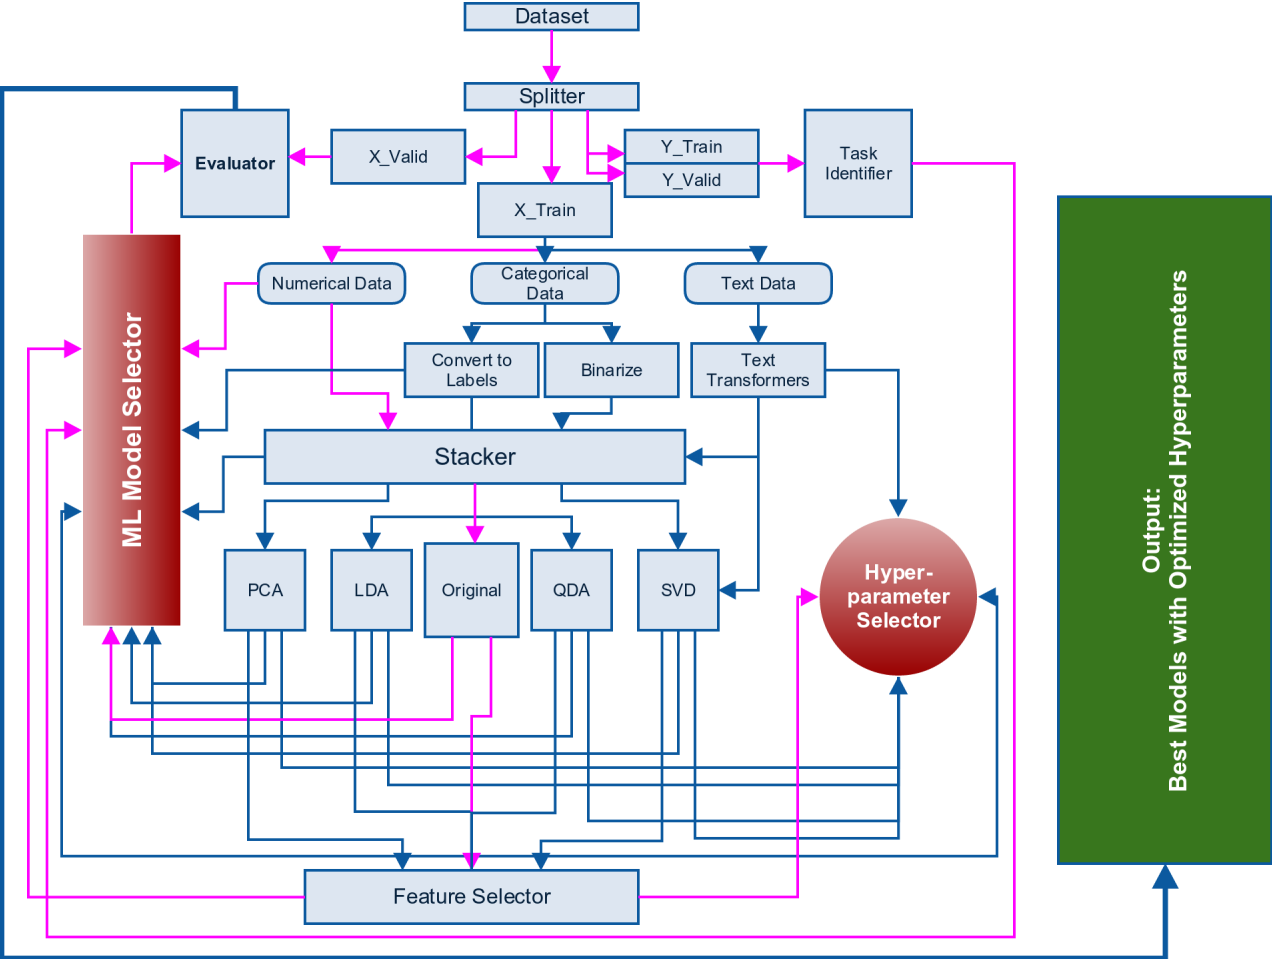 Dataset
Splitter
Evaluator
X_Valid
Y_Train
Y_Valid
Task
Identifier
X_Train
Numerical Data
Categorical
Data
Text Data
Convert to
Labels
Binarize
Text
Transformers
ML Model Selector
Stacker
PCA
LDA
Original
QDA
SVD
Hyper-
parameter
Selector
Feature Selector
Output:
Best Models with Optimized Hyperparameters